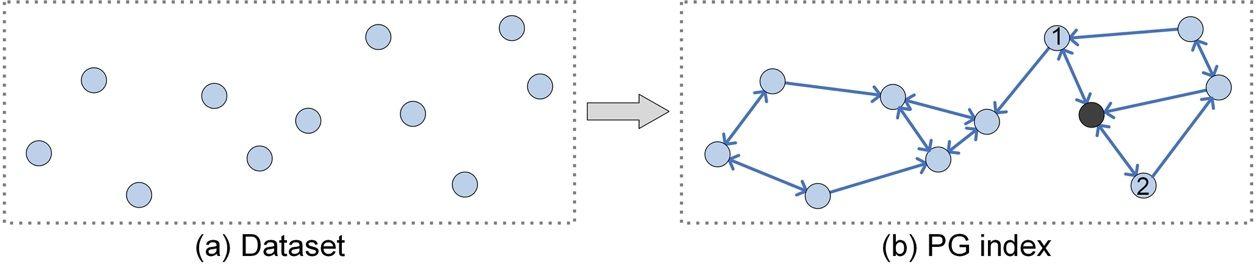 1
2
(a) Dataset
(b) PG index